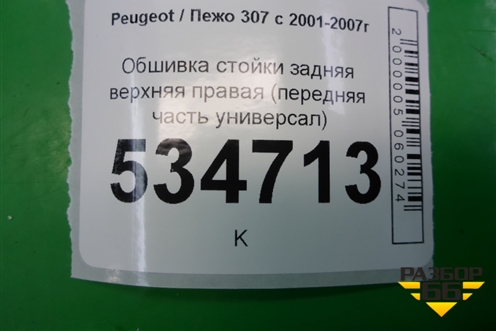 Peugeot / Пежо 307 с 2001-2007г
Обшивка стойки задняя
верхняя правая (передняя
часть универсал)
534713
К
2000005060274
РАЗБОР
66